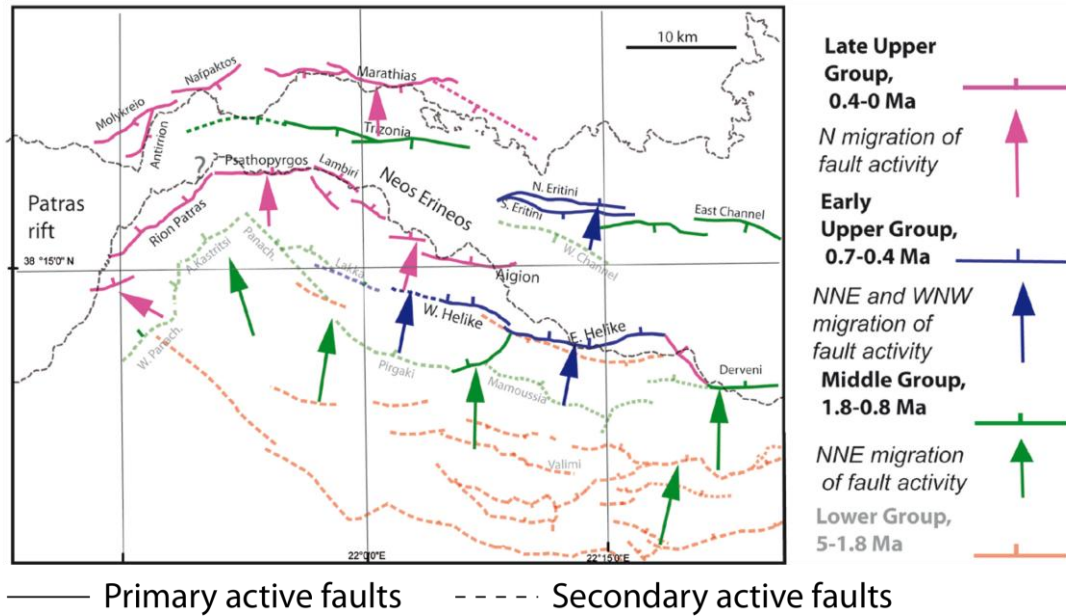 10 km
Marathias
Nafpaktos
Molykreio
Antirrion
Trizonia
?
Psathopyrgos
Lambiri
Neos Erineos
N. Eritini
S. Eritini
East Channel
Patras
rift
Rion Patras
A.Kastritsi
Panach.
W. Channel
38 °15'0" N
Lakka
Aigion
W. Helike
E. Helike
W. Panach.
Pirgaki
Mamoussia
Derveni
Valimi
22°0'0"E
22°15'0"E
Late Upper
Group,
0.4-0 Ma
N migration of
fault activity
Early
Upper Group,
0.7-0.4 Ma
NNE and WNW
migration of
fault activity
Middle Group,
1.8-0.8 Ma
NNE migration
of fault activity
Lower Group,
5-1.8 Ma
Primary active faults
Secondary active faults